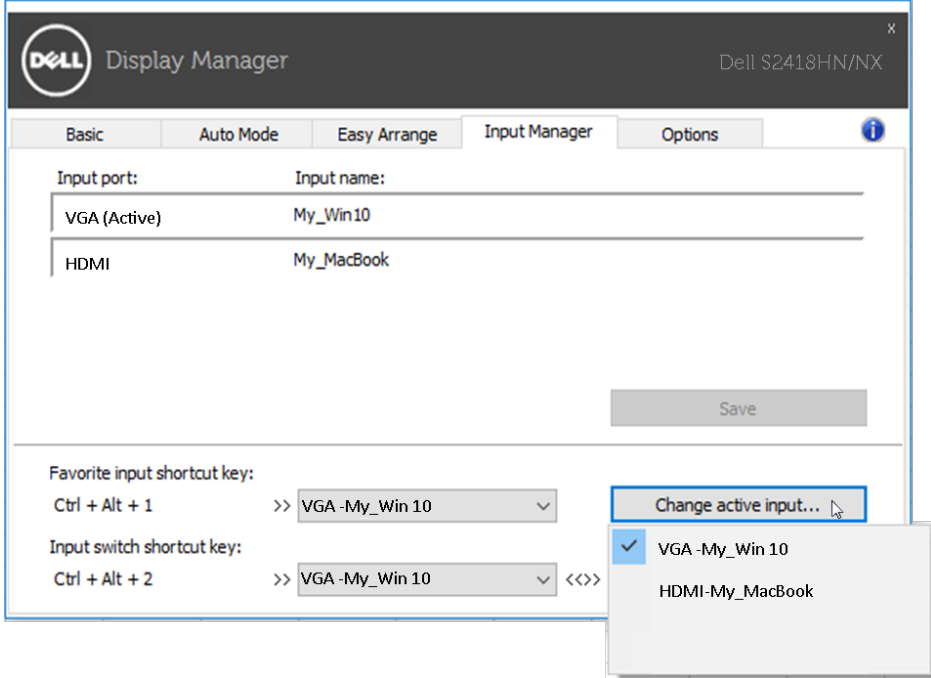 DELL Display Manager
x
Dell S2418HN/NX
Basic Auto Mode Easy Arrange Input Manager Options i
Input port: Input name:
VGA (Active) My_Win10
HDMI My_MacBook
Save
Favorite input shortcut key:
Ctrl + Alt + 1 >> VGA -My_Win 10 Change active input...
Input switch shortcut key:
Ctrl + Alt + 2 >> VGA -My_Win 10 <<>>
VGA -My_Win 10
HDMI-My_MacBook